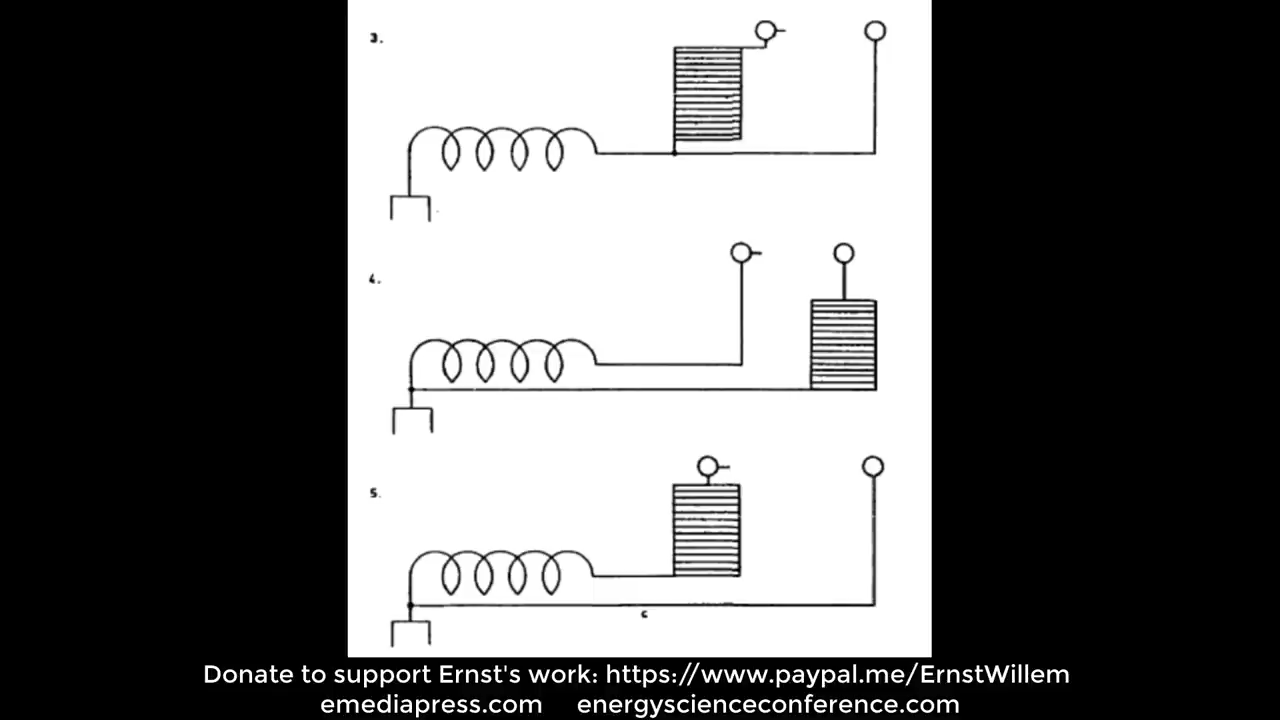 3.
4.
5.
c
Donate to support Ernst's work: https://www.paypal.me/ErnstWillem
emediapress.com energyscienceconference.com